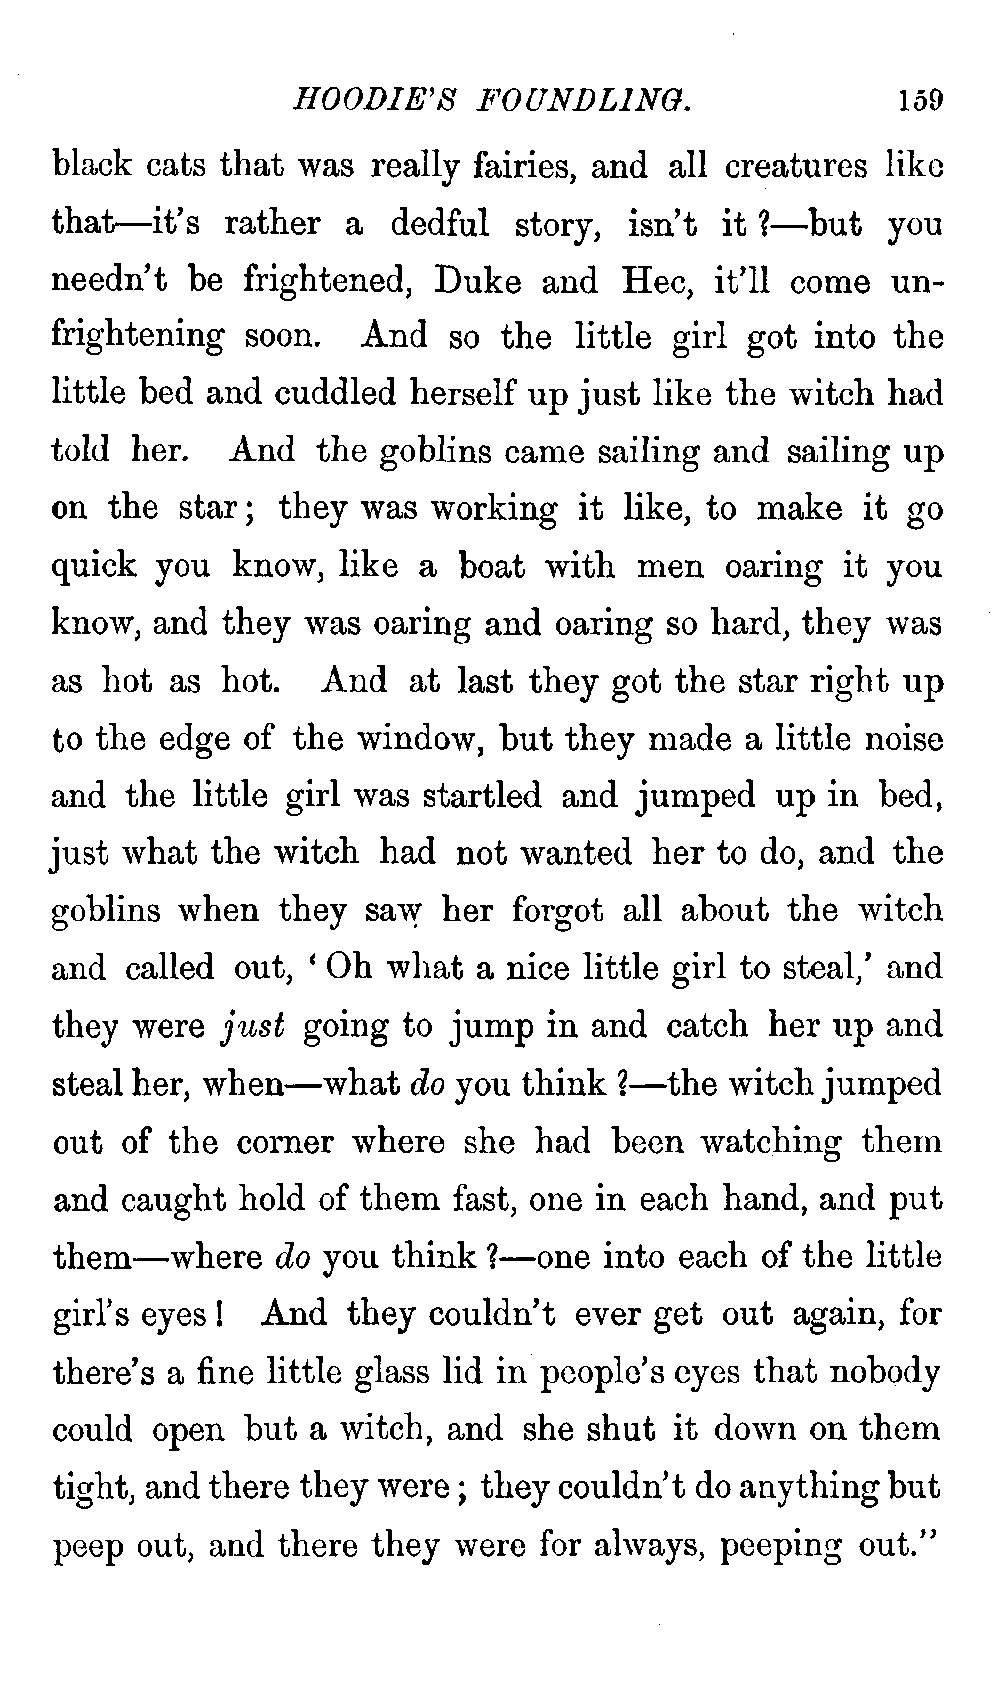 HOODIE'S FOUNDLING. 159
black cats that was really fairies, and all creatures like
that—it's rather a dedful story, isn't it?—but you
needn't be frightened, Duke and Hec, it'll come un-
frightening soon. And so the little girl got into the
little bed and cuddled herself up just like the witch had
told her. And the goblins came sailing and sailing up
on the star; they was working it like, to make it go
quick you know, like a boat with men oaring it you
know, and they was oaring and oaring so hard, they was
as hot as hot. And at last they got the star right up
to the edge of the window, but they made a little noise
and the little girl was startled and jumped up in bed,
just what the witch had not wanted her to do, and the
goblins when they saw her forgot all about the witch
and called out, ‘Oh what a nice little girl to steal,’ and
they were just going to jump in and catch her up and
steal her, when—what do you think?—the witch jumped
out of the corner where she had been watching them
and caught hold of them fast, one in each hand, and put
them—where do you think?—one into each of the little
girl's eyes! And they couldn't ever get out again, for
there's a fine little glass lid in people's eyes that nobody
could open but a witch, and she shut it down on them
tight, and there they were; they couldn't do anything but
peep out, and there they were for always, peeping out.”